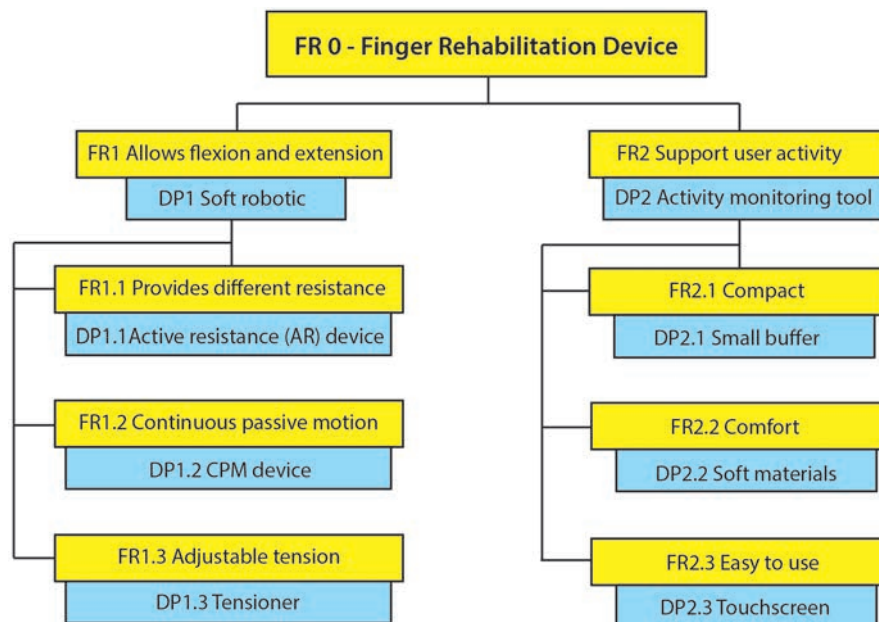 FR 0 - Finger Rehabilitation Device
FR1 Allows flexion and extension
DP1 Soft robotic
FR1.1 Provides different resistance
DP1.1Active resistance (AR) device
FR1.2 Continuous passive motion
DP1.2 CPM device
FR1.3 Adjustable tension
DP1.3 Tensioner
FR2 Support user activity
DP2 Activity monitoring tool
FR2.1 Compact
DP2.1 Small buffer
FR2.2 Comfort
DP2.2 Soft materials
FR2.3 Easy to use
DP2.3 Touchscreen